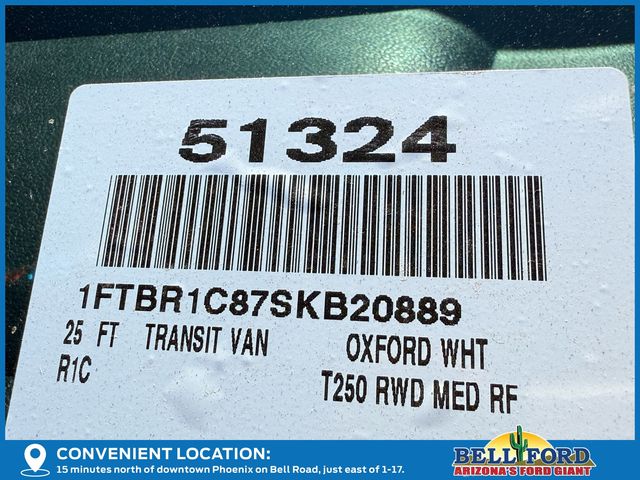 51324
1FTBR1C87SKB20889
25 FT TRANSIT VAN OXFORD WHT
R1C T250 RWD MED RF
CONVENIENT LOCATION:
15 minutes north of downtown Phoenix on Bell Road, just east of 1-17.
BELL FORD
ARIZONA'S FORD GIANT